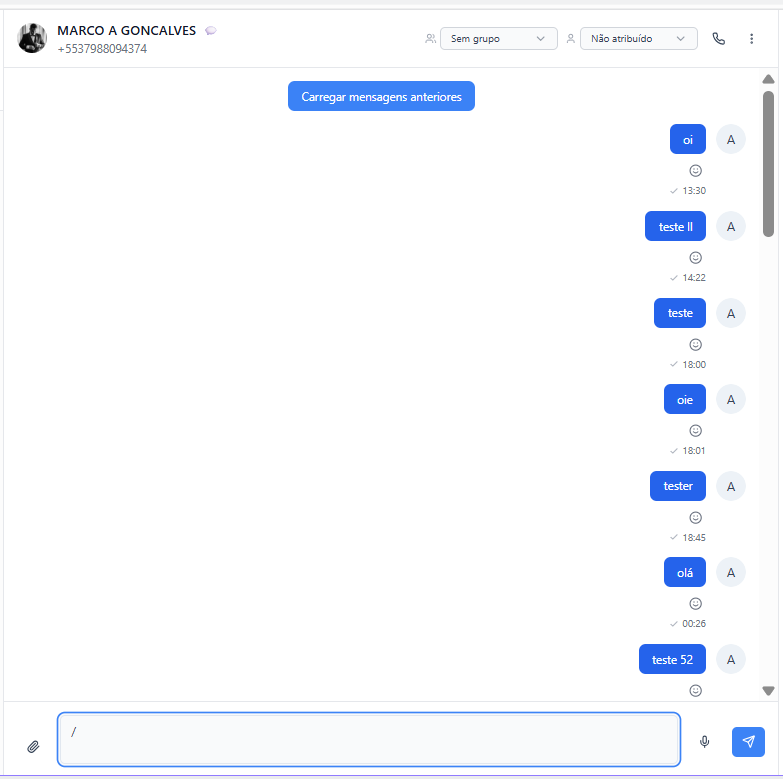 MARCO A GONCALVES
+5537988094374
Sem grupo
Não atribuído
Carregar mensagens anteriores
oi
A
13:30
teste II
A
14:22
teste
A
18:00
oie
A
18:01
tester
A
18:45
olá
A
00:26
teste 52
A
/